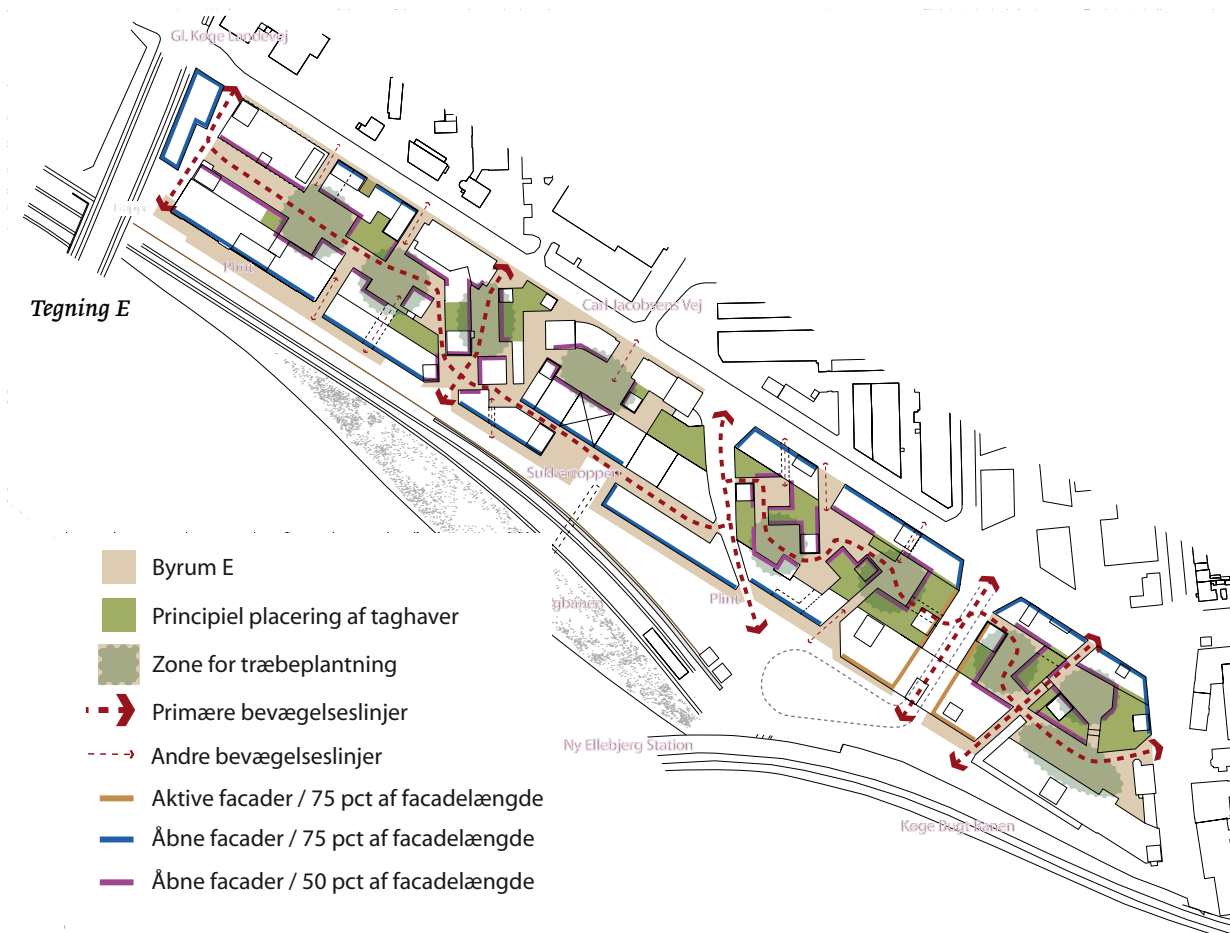 Gl. Køge Landevej
Trappe
Plint
Tegning E
Carl Jacobsens Vej
Sukkertoppen
Plint
Ny Ellebjerg Station
Køge Bugt Banen
Byrum E
Principiel placering af taghaver
Zone for træbeplantning
Primære bevægelseslinjer
Andre bevægelseslinjer
Aktive facader / 75 pct af facadelængde
Åbne facader / 75 pct af facadelængde
Åbne facader / 50 pct af facadelængde